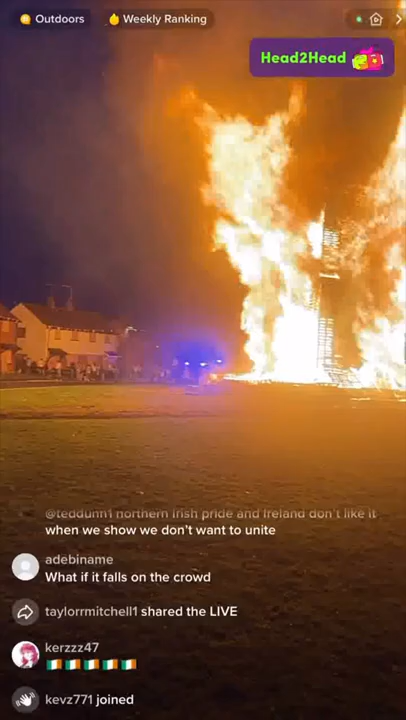 Outdoors
Weekly Ranking
Head2Head
@teddunn1 northern Irish pride and Ireland don't like it
when we show we don't want to unite
adebiname
What if it falls on the crowd
taylorrmitchell1 shared the LIVE
kerzzz47
🇮🇪🇮🇪🇮🇪🇮🇪🇮🇪
kevz771 joined